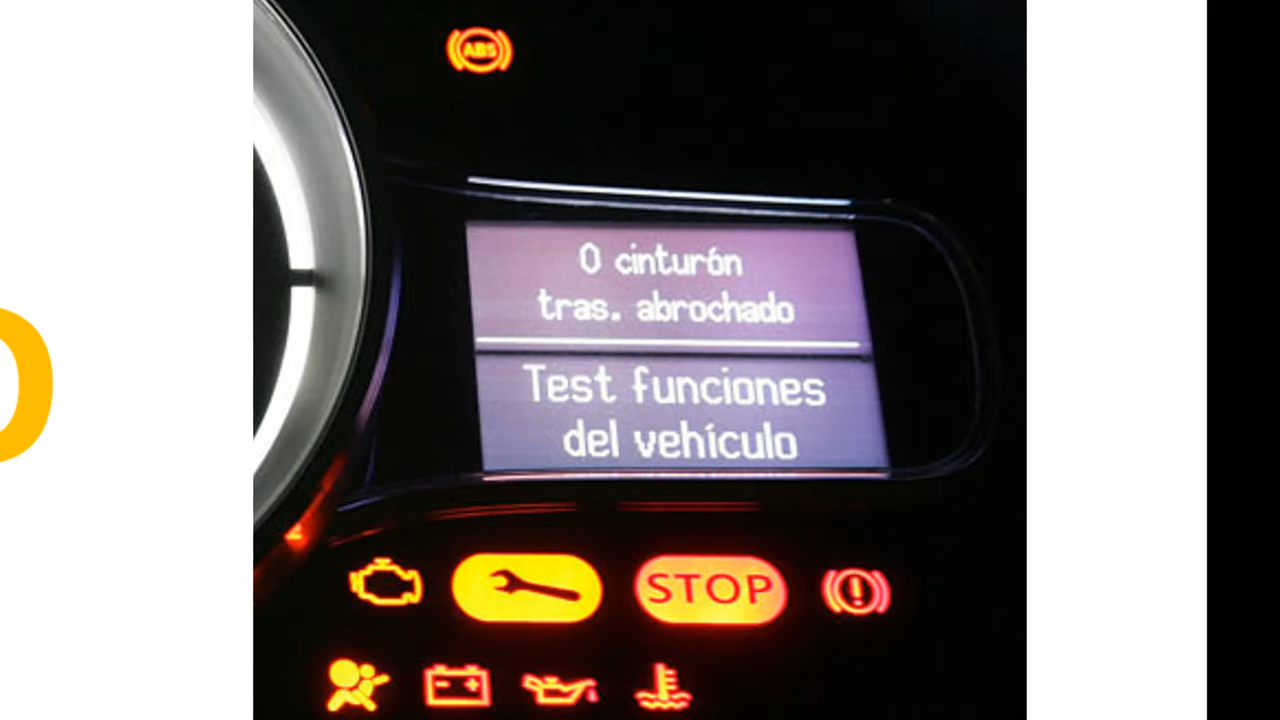 ABS
0 cinturón
tras. abrochado
Test funciones
del vehículo
STOP